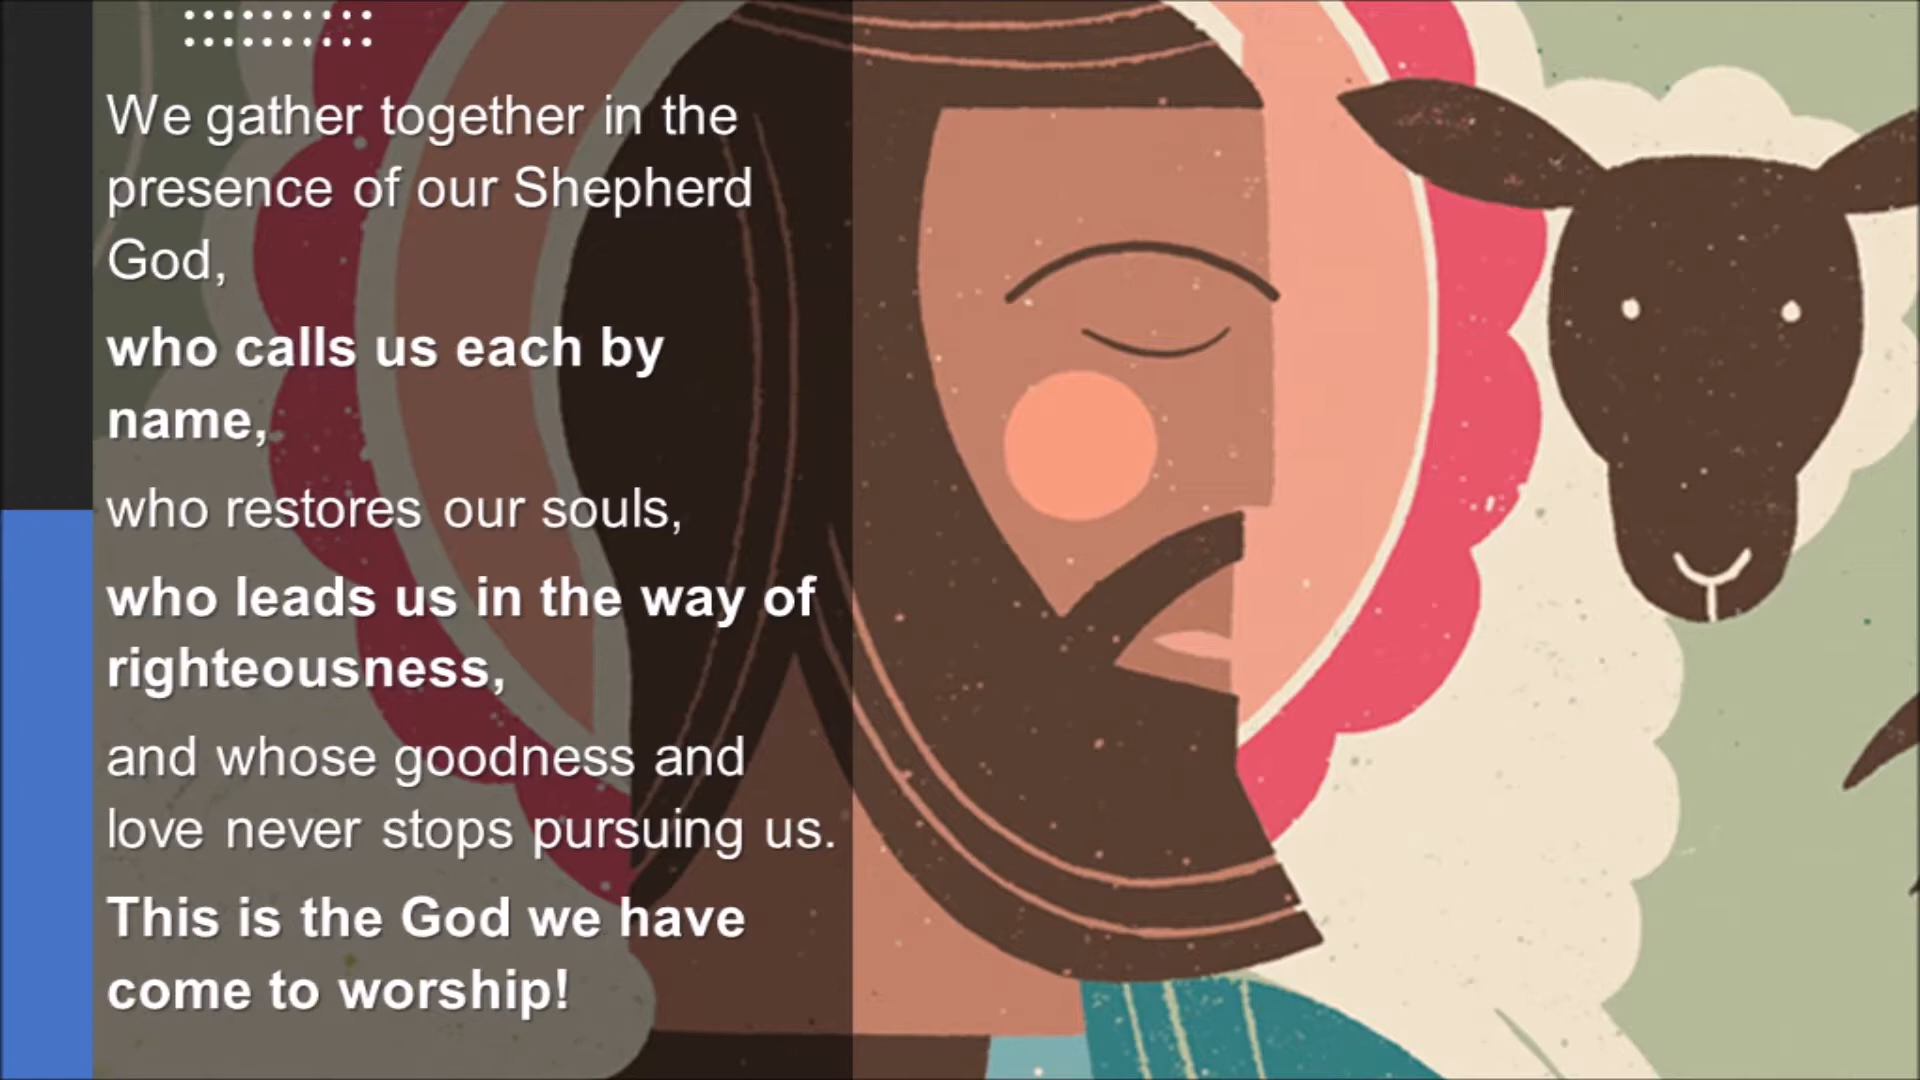 We gather together in the
presence of our Shepherd
God,
who calls us each by
name,
who restores our souls,
who leads us in the way of
righteousness,
and whose goodness and
love never stops pursuing us.
This is the God we have
come to worship!